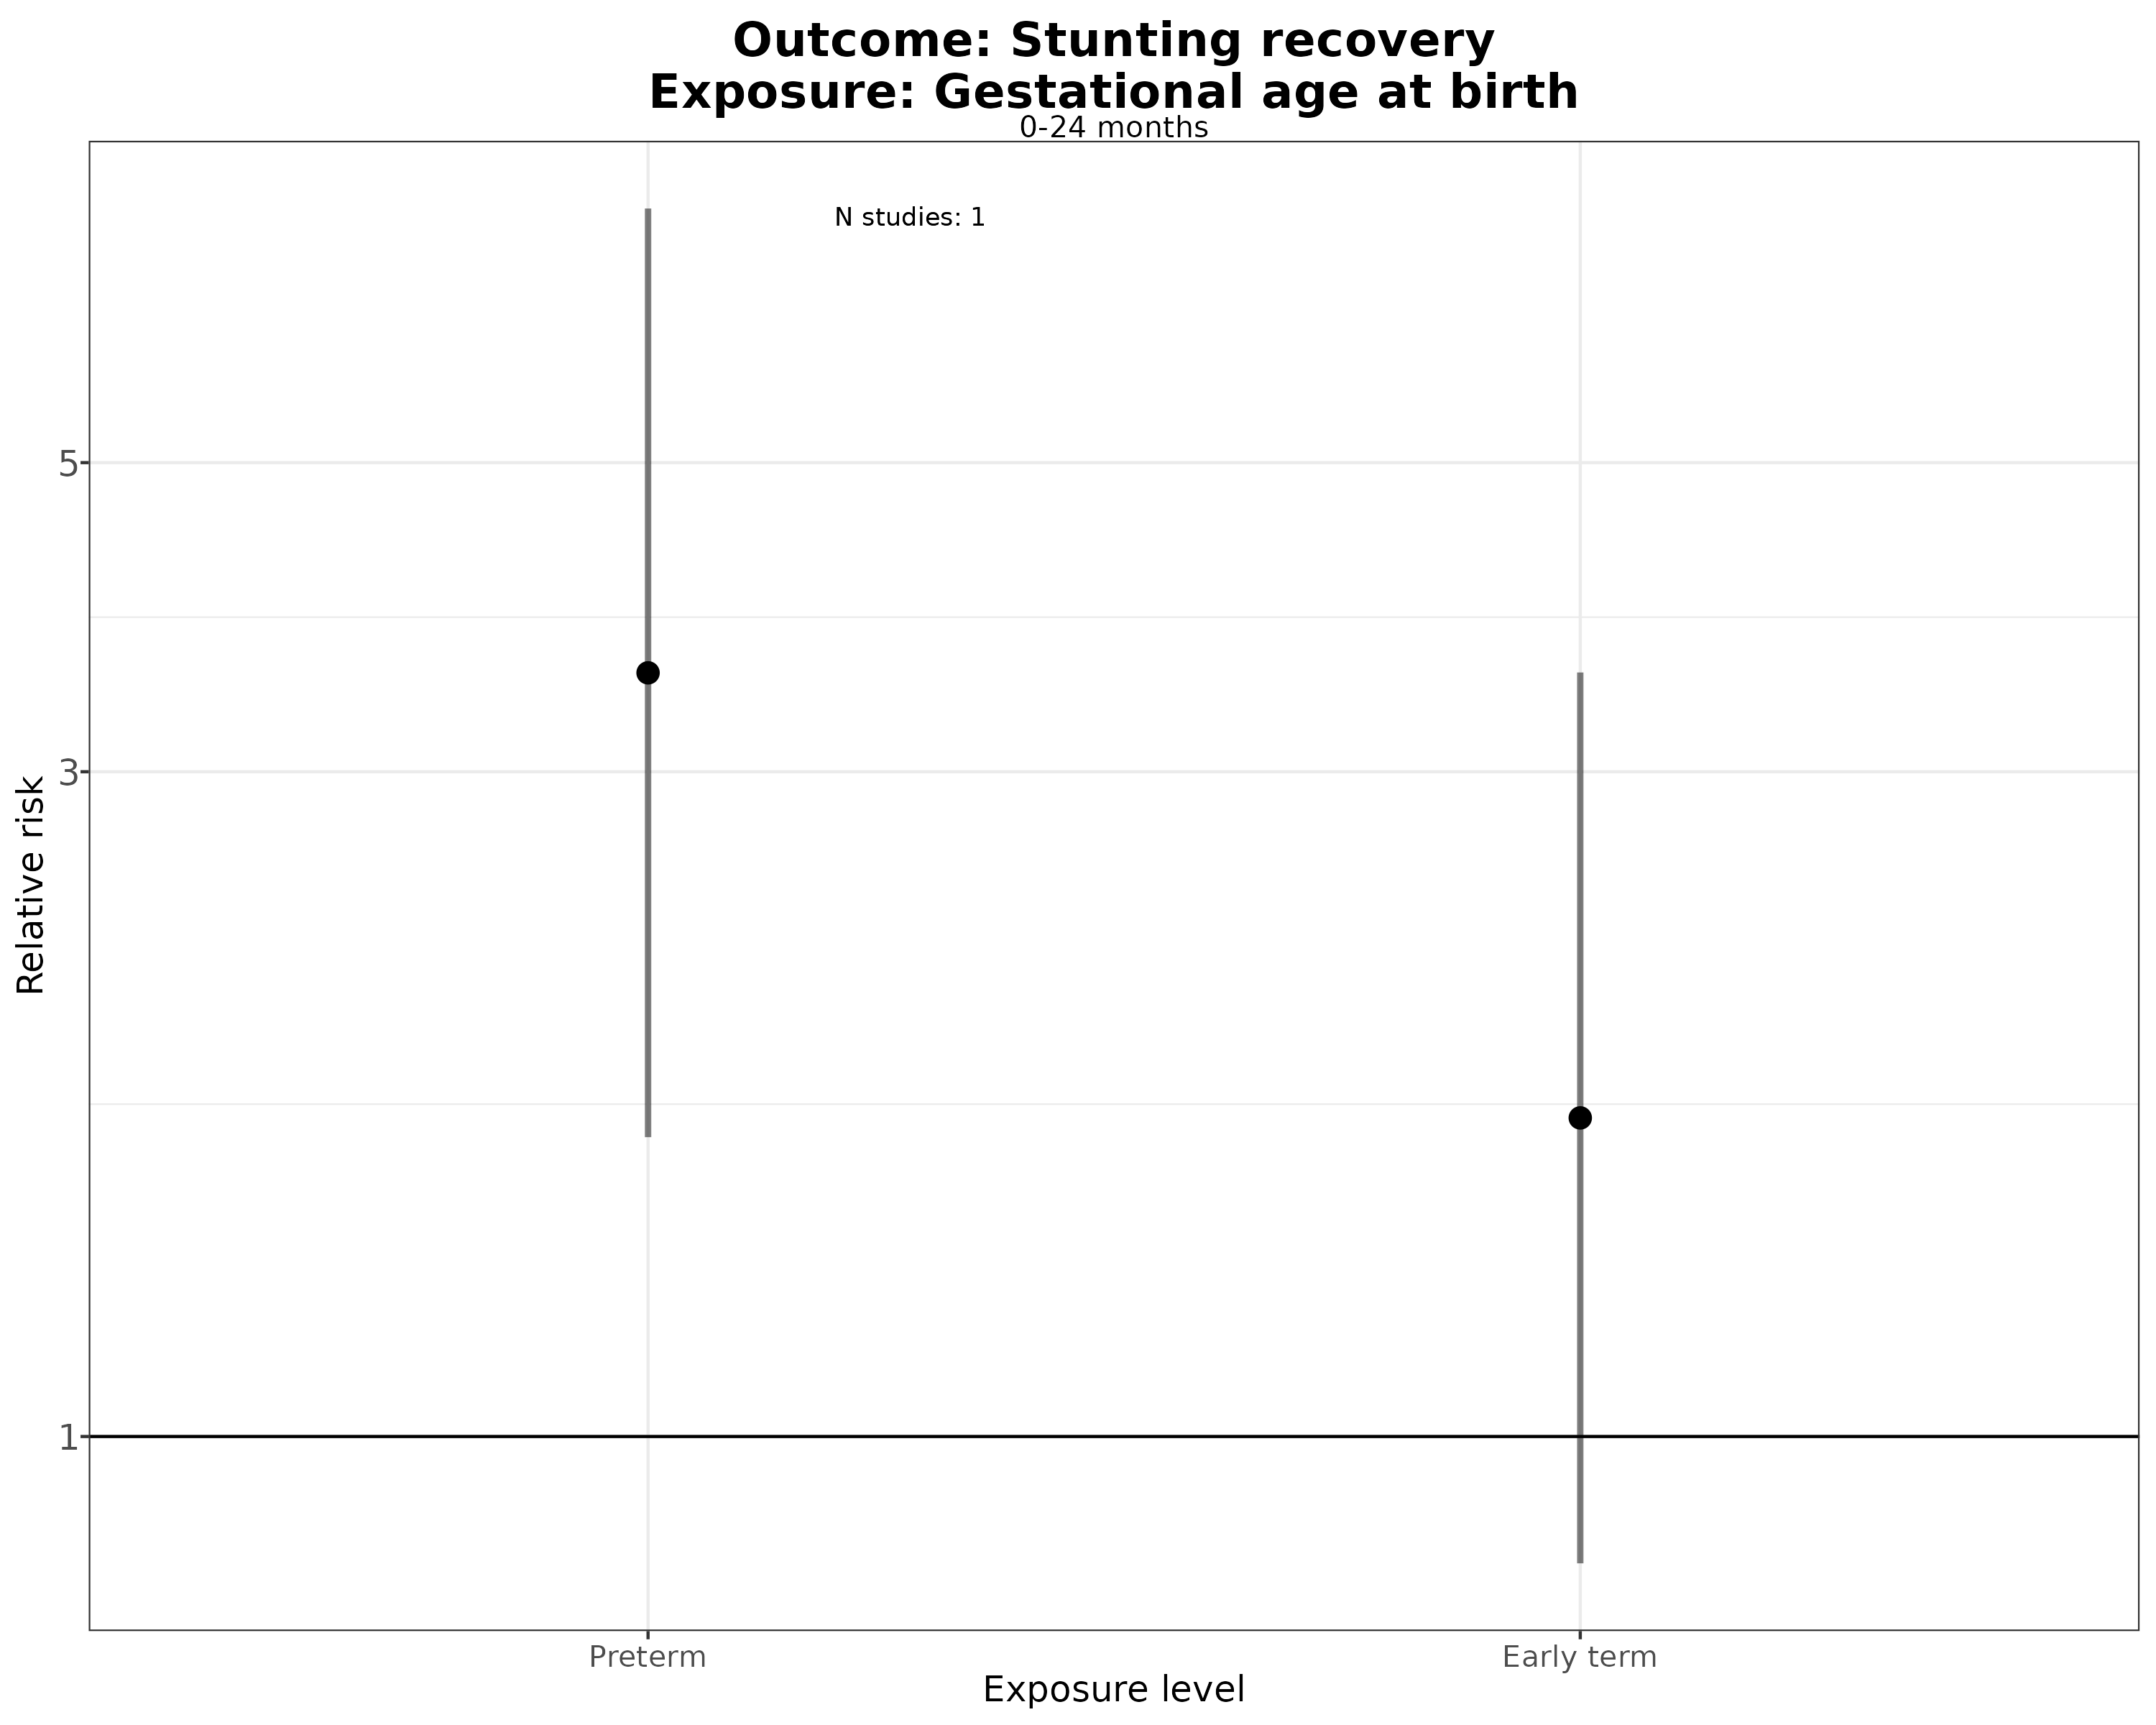 Outcome: Stunting recovery
Exposure: Gestational age at birth
0-24 months
N studies: 1
5
3
1
Relative risk
Preterm
Early term
Exposure level